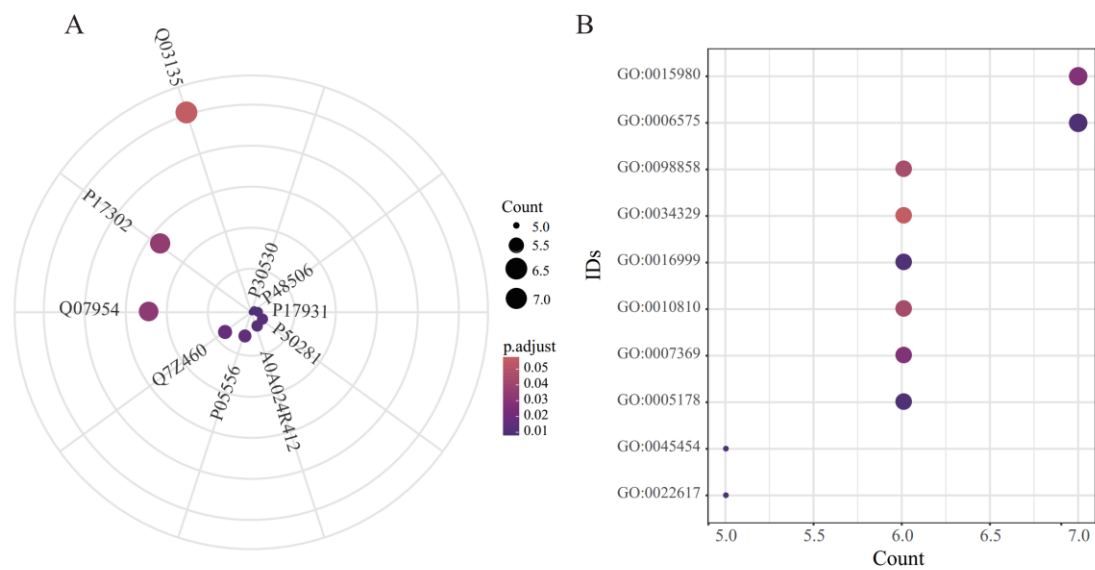 A
Q03135
P17302
Q07954
Q7Z460
P05556
A0A024R412
P50281
P17931
P48506
P30530
Count
5.0
5.5
6.5
7.0
p.adjust
0.05
0.04
0.03
0.02
0.01
B
IDs
GO:0015980
GO:0006575
GO:0098858
GO:0034329
GO:0016999
GO:0010810
GO:0007369
GO:0005178
GO:0045454
GO:0022617
5.0 5.5 6.0 6.5 7.0
Count